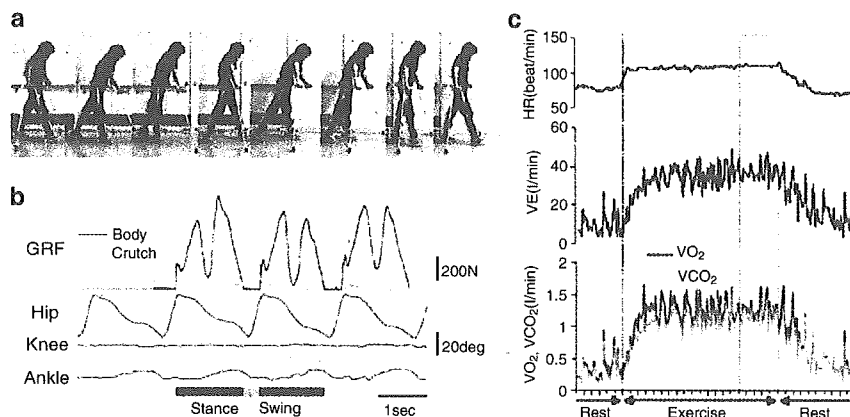 a
b
Body
Crutch
GRF
200N
Hip
Knee
20deg
Ankle
Stance Swing
1sec
c
HR(beat/min)
150
100
50
VE(l/min)
60
40
20
0
VO2
VCO2
VO2, VCO2(l/min)
2
1.5
1
0.5
0
Rest Exercise Rest